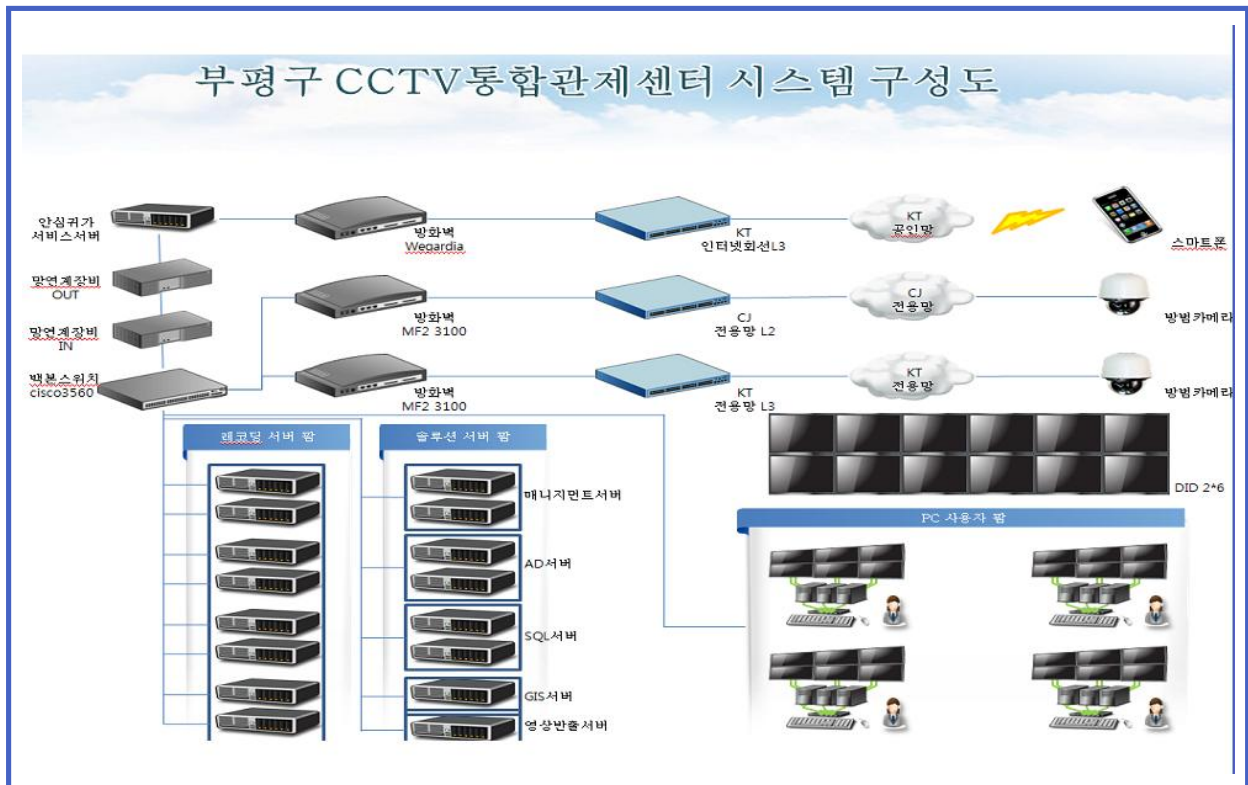 부평구 CCTV통합관제센터 시스템 구성도
안심귀가
서비스서버
방화벽
Wegardia
KT
인터넷회선L3
KT
공인망
스마트폰
망연계장비
OUT
망연계장비
IN
방화벽
MF2 3100
CJ
전용망 L2
CJ
전용망
방범카메라
백본스위치
cisco3560
방화벽
MF2 3100
KT
전용망 L3
KT
전용망
방범카메라
레코딩 서버 팜
솔루션 서버 팜
매니지먼트서버
AD서버
SQL서버
GIS서버
영상반출서버
DID 2*6
PC 사용자 팜